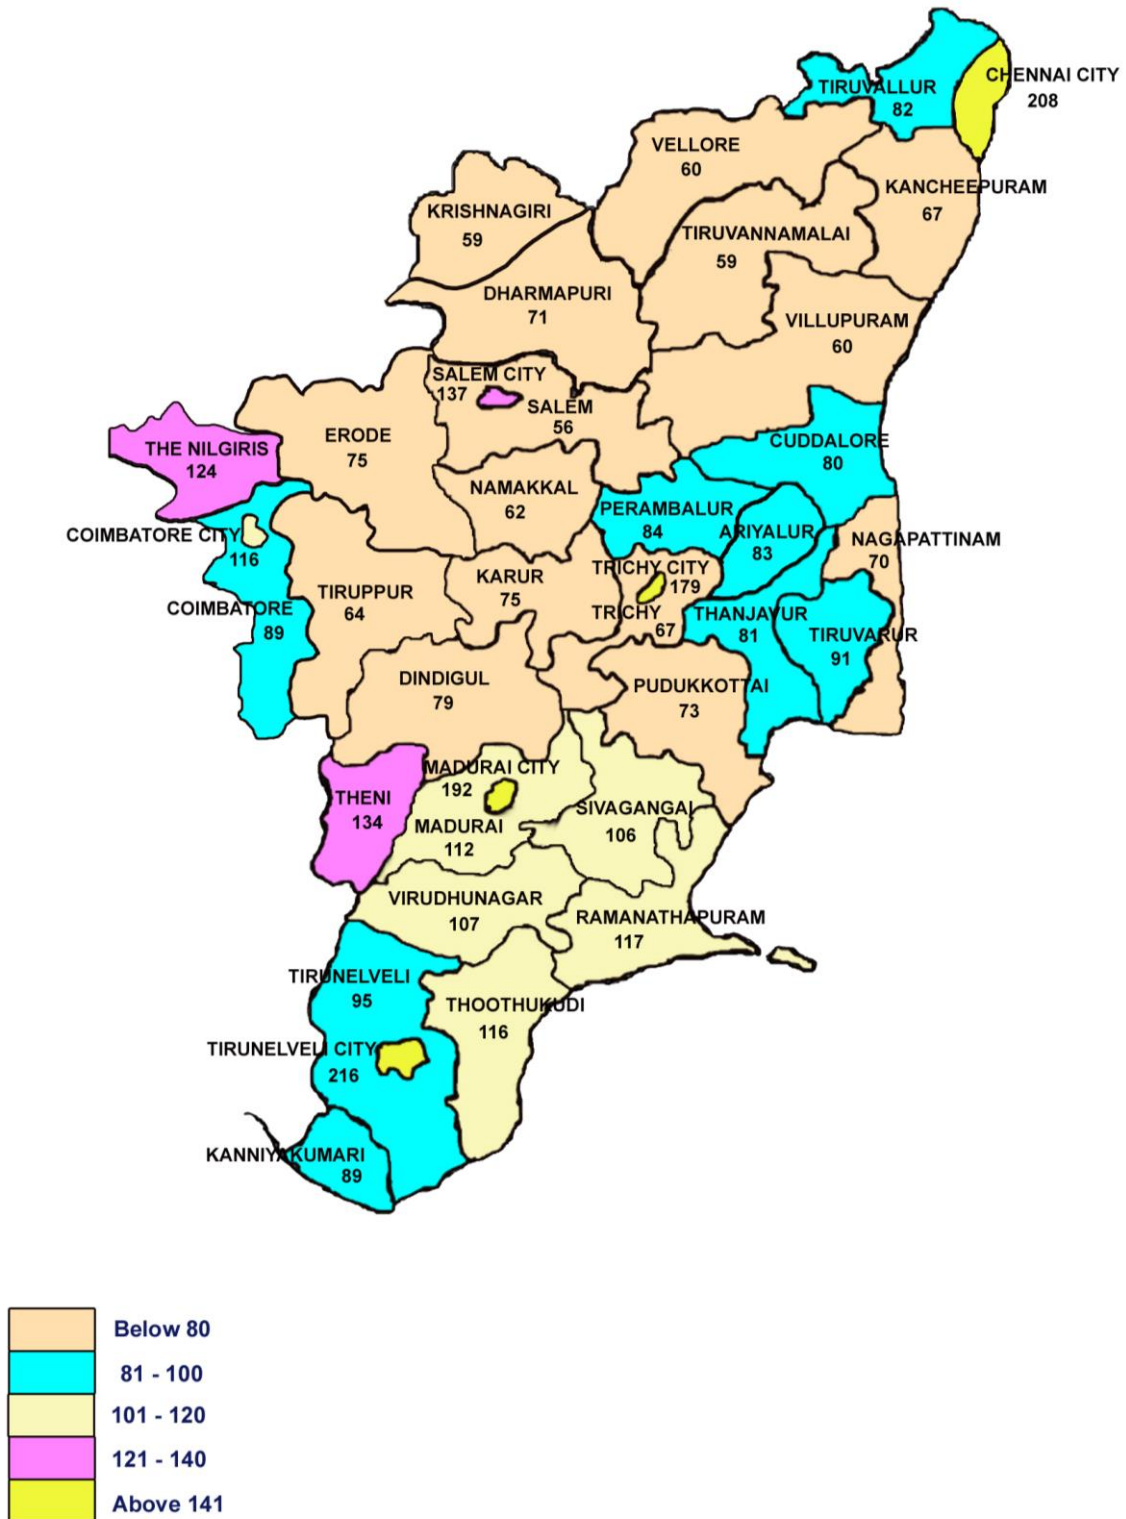 CHENNAI CITY
208
TIRUVALLUR
82
VELLORE
60
KANCHEEPURAM
67
KRISHNAGIRI
59
TIRUVANNAMALAI
59
DHARMAPURI
71
VILLUPURAM
60
SALEM CITY
137
SALEM
56
ERODE
75
CUDDALORE
80
THE NILGIRIS
124
NAMAKKAL
62
PERAMBALUR
84
ARIYALUR
83
COIMBATORE CITY
116
NAGAPATTINAM
70
TRICHY CITY
179
KARUR
75
TIRUPPUR
64
COIMBATORE
89
TRICHY
67
THANJAVUR
81
TIRUVARUR
91
DINDIGUL
79
PUDUKKOTTAI
73
MADURAI CITY
192
THENI
134
SIVAGANGAI
106
MADURAI
112
VIRUDHUNAGAR
107
RAMANATHAPURAM
117
TIRUNELVELI
95
THOOTHUKUDI
116
TIRUNELVELI CITY
216
KANNIYAKUMARI
89
Below 80
81 - 100
101 - 120
121 - 140
Above 141